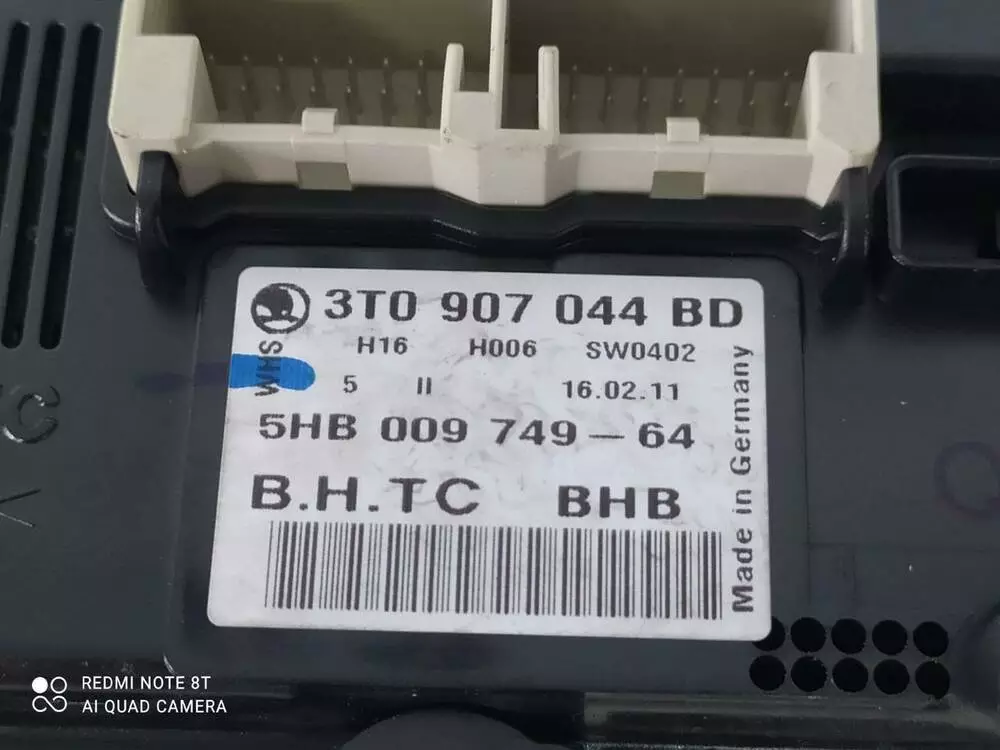 3T0 907 044 BD
H16 H006 SW0402
WHS
5 II 16.02.11
5HB 009 749-64
B.H.TC BHB
Made in Germany
REDMI NOTE 8T
AI QUAD CAMERA